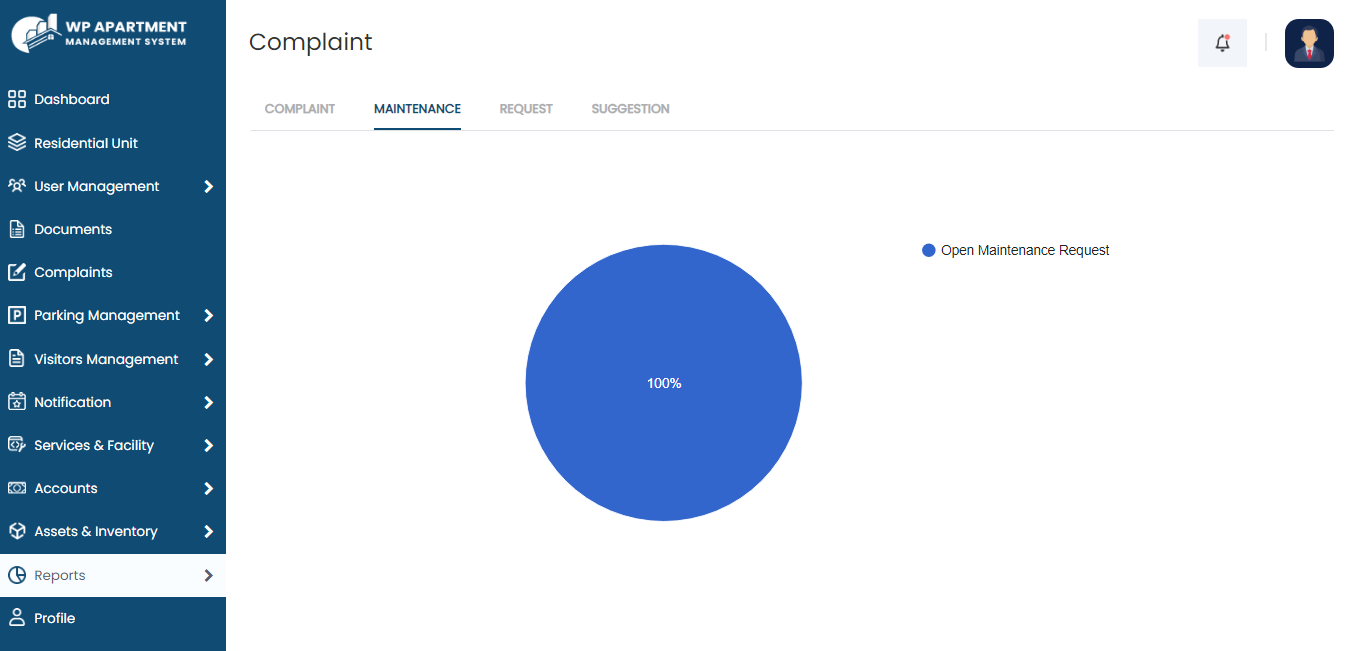 WP APARTMENT
MANAGEMENT SYSTEM
Dashboard
Residential Unit
User Management
Documents
Complaints
P
Parking Management
Visitors Management
Notification
Services & Facility
Accounts
Assets & Inventory
Reports
Profile
Complaint
COMPLAINT
MAINTENANCE
REQUEST
SUGGESTION
100%
Open Maintenance Request